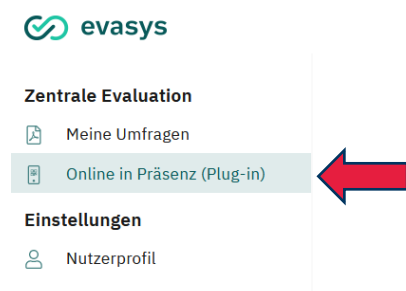 evasys
Zentrale Evaluation
Meine Umfragen
Online in Präsenz (Plug-in)
Einstellungen
Nutzerprofil